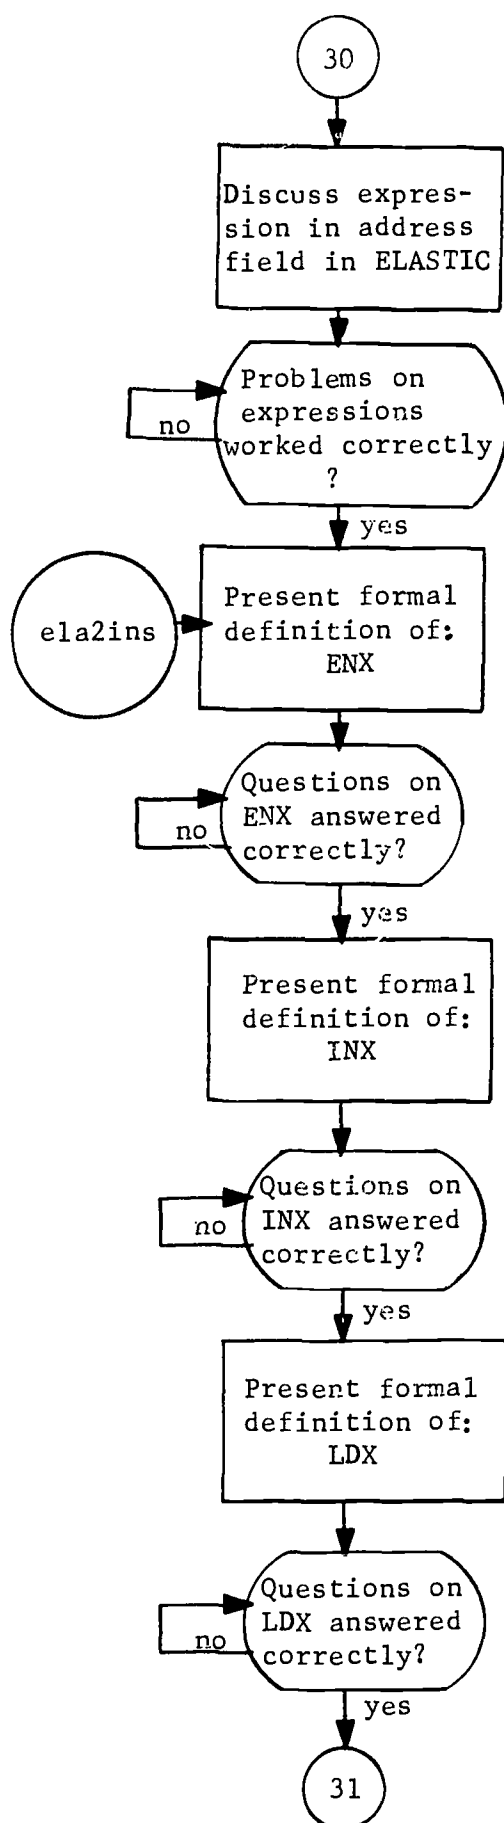 30
Discuss expres-
sion in address
field in ELASTIC
Problems on
expressions
worked correctly
?
no
yes
ela2ins
Present formal
definition of:
ENX
Questions on
ENX answered
correctly?
no
yes
Present formal
definition of:
INX
Questions on
INX answered
correctly?
no
yes
Present formal
definition of:
LDX
Questions on
LDX answered
correctly?
no
yes
31